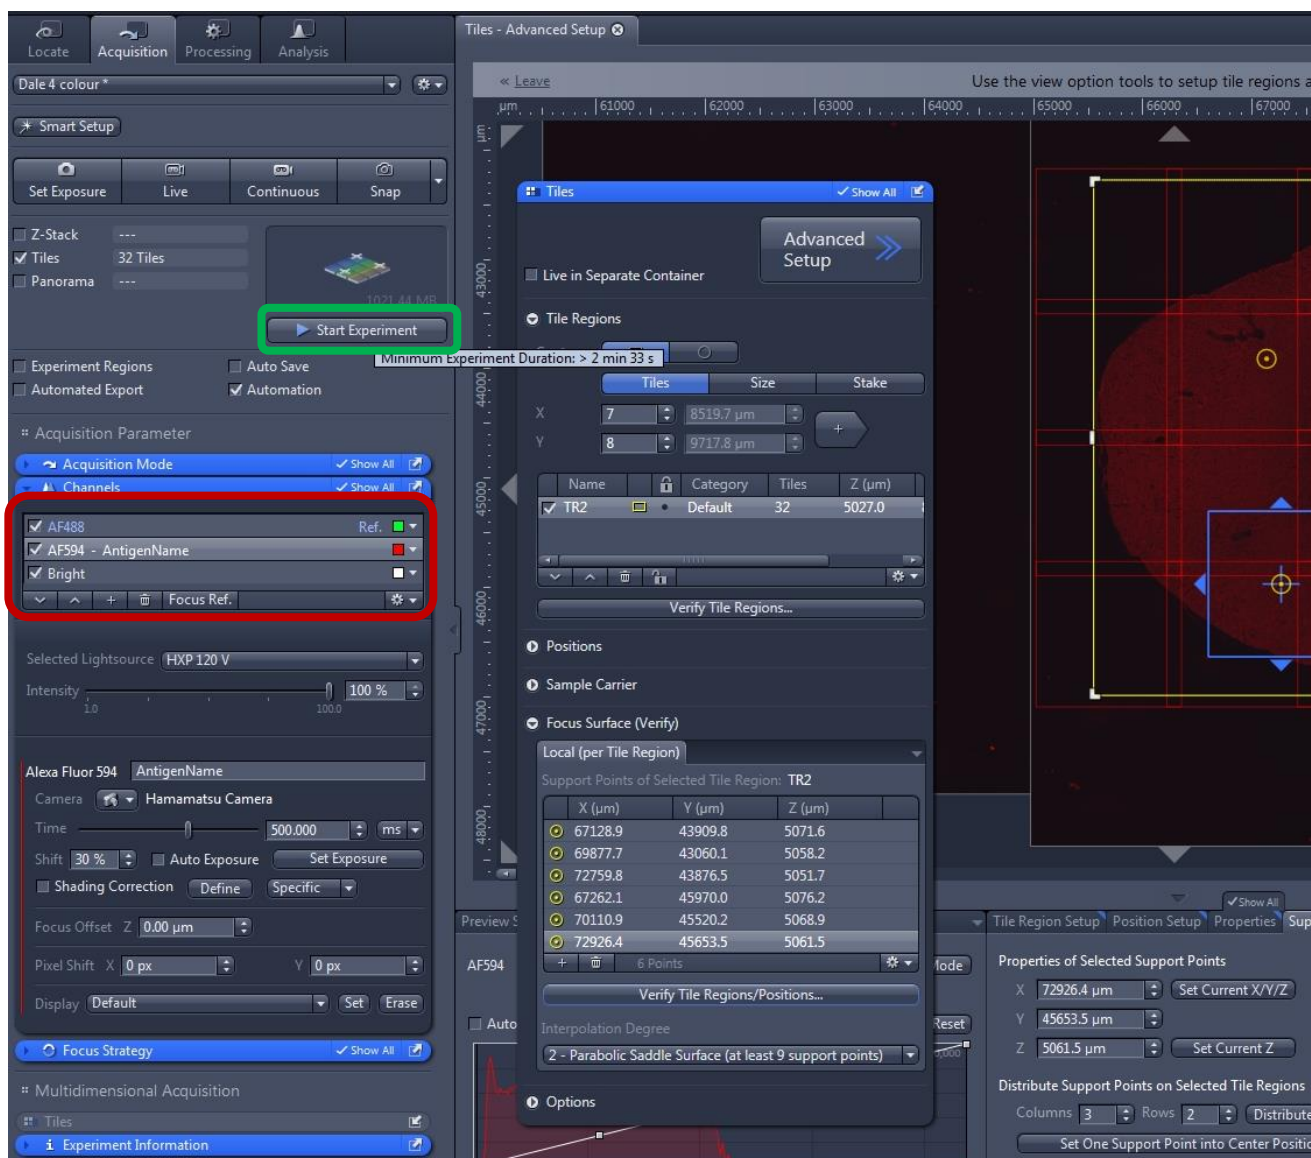 Locate Acquisition Processing Analysis
Dale 4 colour *
Smart Setup
Set Exposure Live Continuous Snap
Z-Stack ---
Tiles 32 Tiles
Panorama ---
1021.44 MB
Start Experiment
Minimum Experiment Duration: > 2 min 33 s
Experiment Regions Auto Save
Automated Export Automation
Acquisition Parameter
Acquisition Mode Show All
Channels Show All
AF488 Ref.
AF594 - AntigenName
Bright
Focus Ref.
Selected Lightsource HXP 120 V
Intensity 100 %
1.0 100.0
Alexa Fluor 594 AntigenName
Camera Hamamatsu Camera
Time 500.000 ms
Shift 30 % Auto Exposure Set Exposure
Shading Correction Define Specific
Focus Offset Z 0.00 µm
Pixel Shift X 0 px Y 0 px
Display Default Set Erase
Focus Strategy Show All
Multidimensional Acquisition
Tiles
Experiment Information
Tiles - Advanced Setup
« Leave
Use the view option tools to setup tile regions a
µm 61000 62000 63000 64000 65000 66000 67000
µm
43000
44000
45000
46000
47000
48000
Tiles Show All
Advanced
Setup
Live in Separate Container
Tile Regions
Tiles Size Stake
X 7 8519.7 µm
Y 8 9717.8 µm
Name Category Tiles Z (µm)
TR2 Default 32 5027.0
Verify Tile Regions...
Positions
Sample Carrier
Focus Surface (Verify)
Local (per Tile Region)
Support Points of Selected Tile Region: TR2
X (µm) Y (µm) Z (µm)
67128.9 43909.8 5071.6
69877.7 43060.1 5058.2
72759.8 43876.5 5051.7
67262.1 45970.0 5076.2
70110.9 45520.2 5068.9
72926.4 45653.5 5061.5
6 Points
Verify Tile Regions/Positions...
Interpolation Degree
2 - Parabolic Saddle Surface (at least 9 support points)
Options
Preview S
AF594
Mode
Auto
Reset
Show All
Tile Region Setup Position Setup Properties Sup
Properties of Selected Support Points
X 72926.4 µm Set Current X/Y/Z
Y 45653.5 µm
Z 5061.5 µm Set Current Z
Distribute Support Points on Selected Tile Regions
Columns 3 Rows 2 Distribute
Set One Support Point into Center Positio